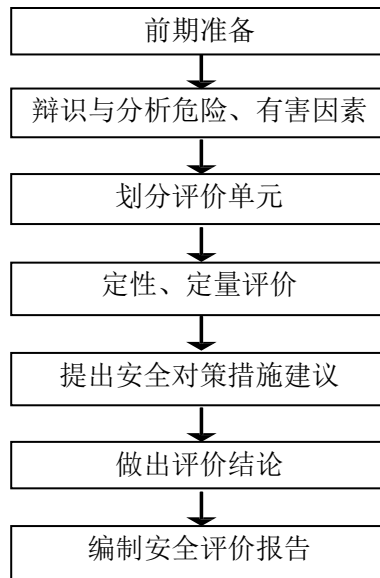 前期准备
辩识与分析危险、有害因素
划分评价单元
定性、定量评价
提出安全对策措施建议
做出评价结论
编制安全评价报告